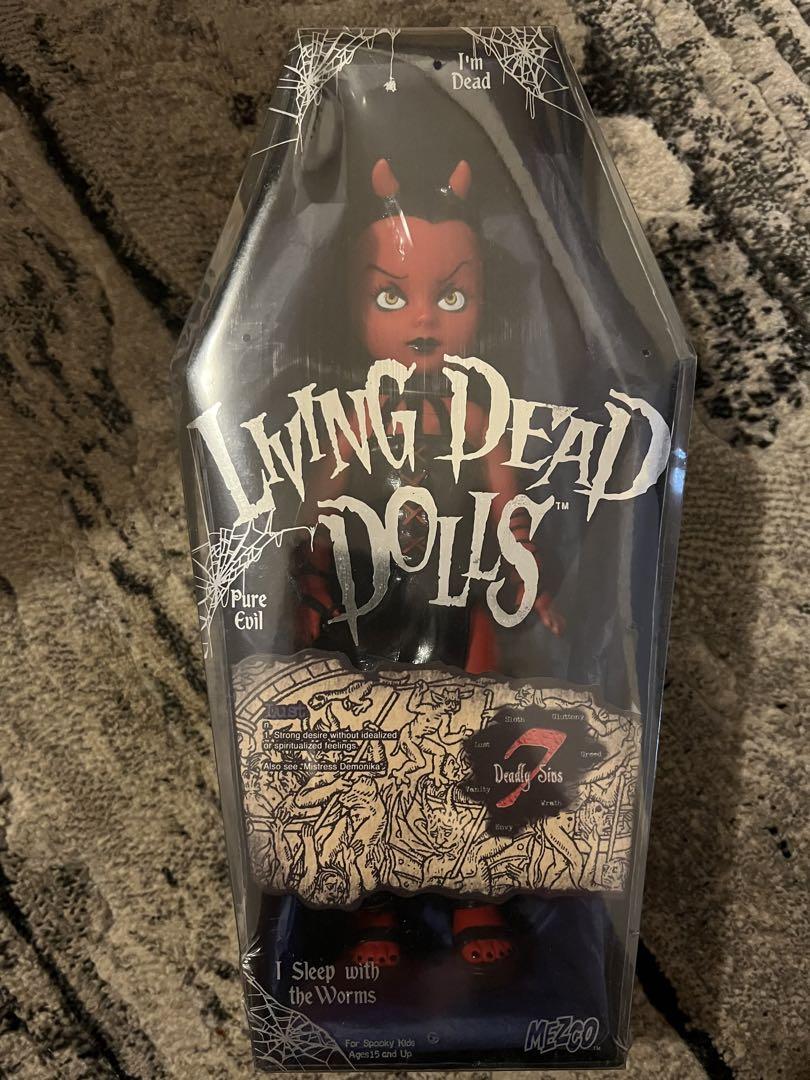 I'm
Dead
LIVING DEAD
DOLLS™
Pure
Evil
Lust
n.
1. Strong desire without idealized
or spiritualized feelings.
Also see "Mistress Demonika".
Sloth
Gluttony
Lust
Greed
7
Deadly Sins
Vanity
Wrath
Envy
I Sleep with
the Worms
For Spooky Kids
Ages 15 and Up
MEZCO™